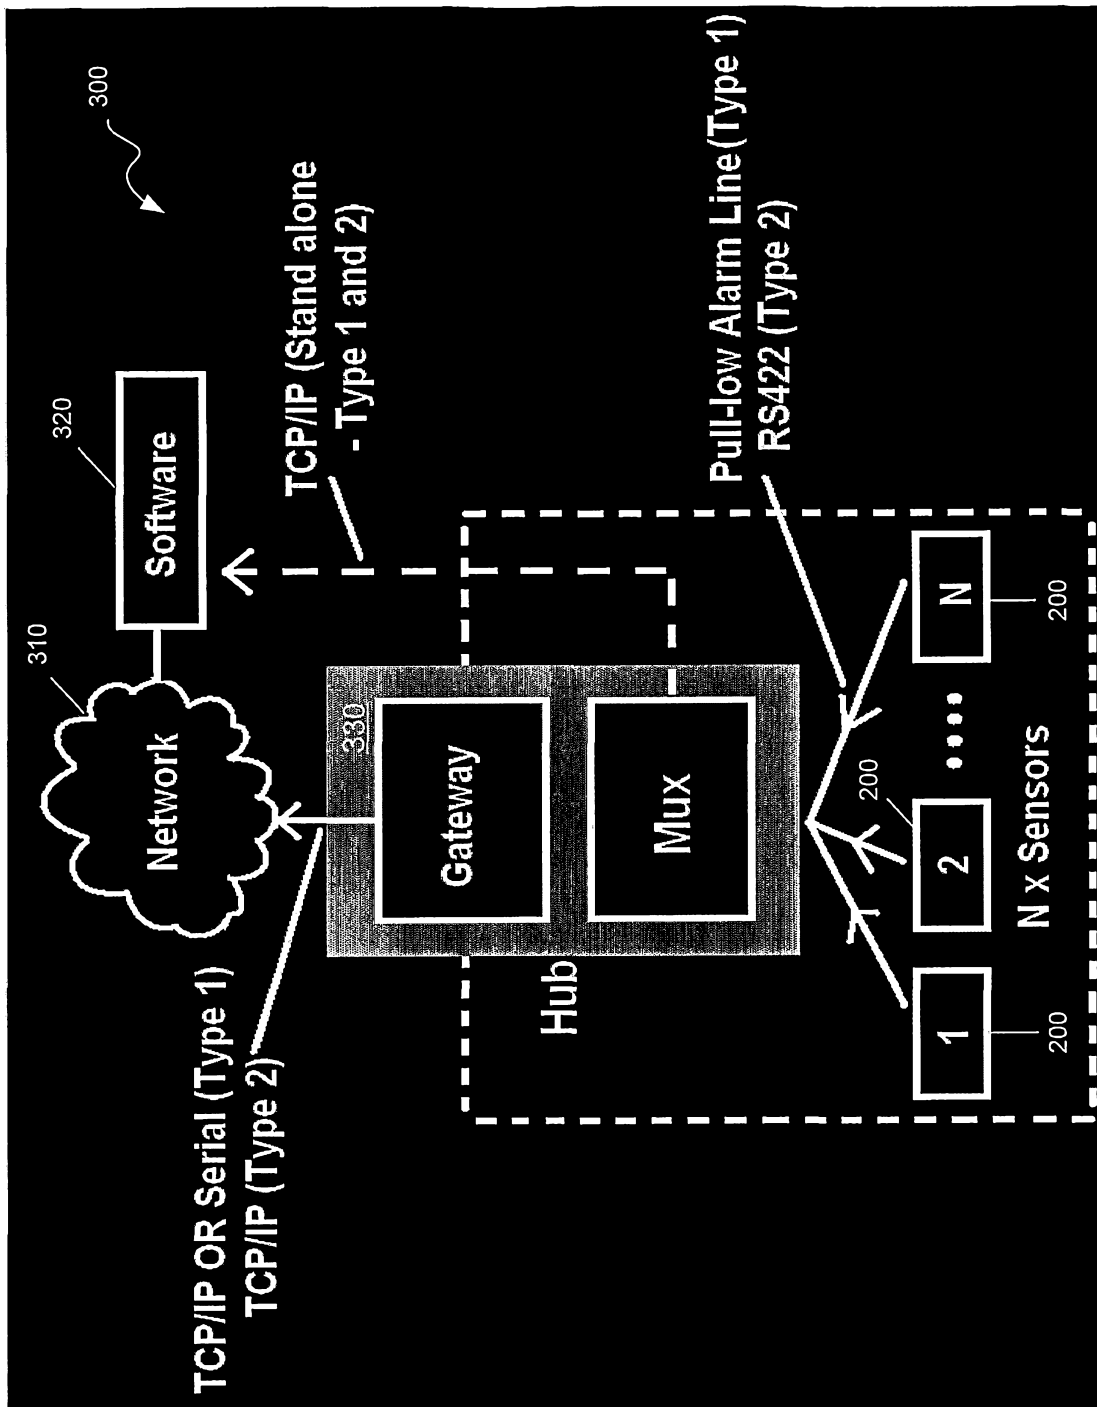 300
320
Software
310
Network
TCP/IP (Stand alone
- Type 1 and 2)
TCP/IP OR Serial (Type 1)
TCP/IP (Type 2)
330
Gateway
Hub
Mux
Pull-low Alarm Line (Type 1)
RS422 (Type 2)
200
1
2
N
200
200
N x Sensors